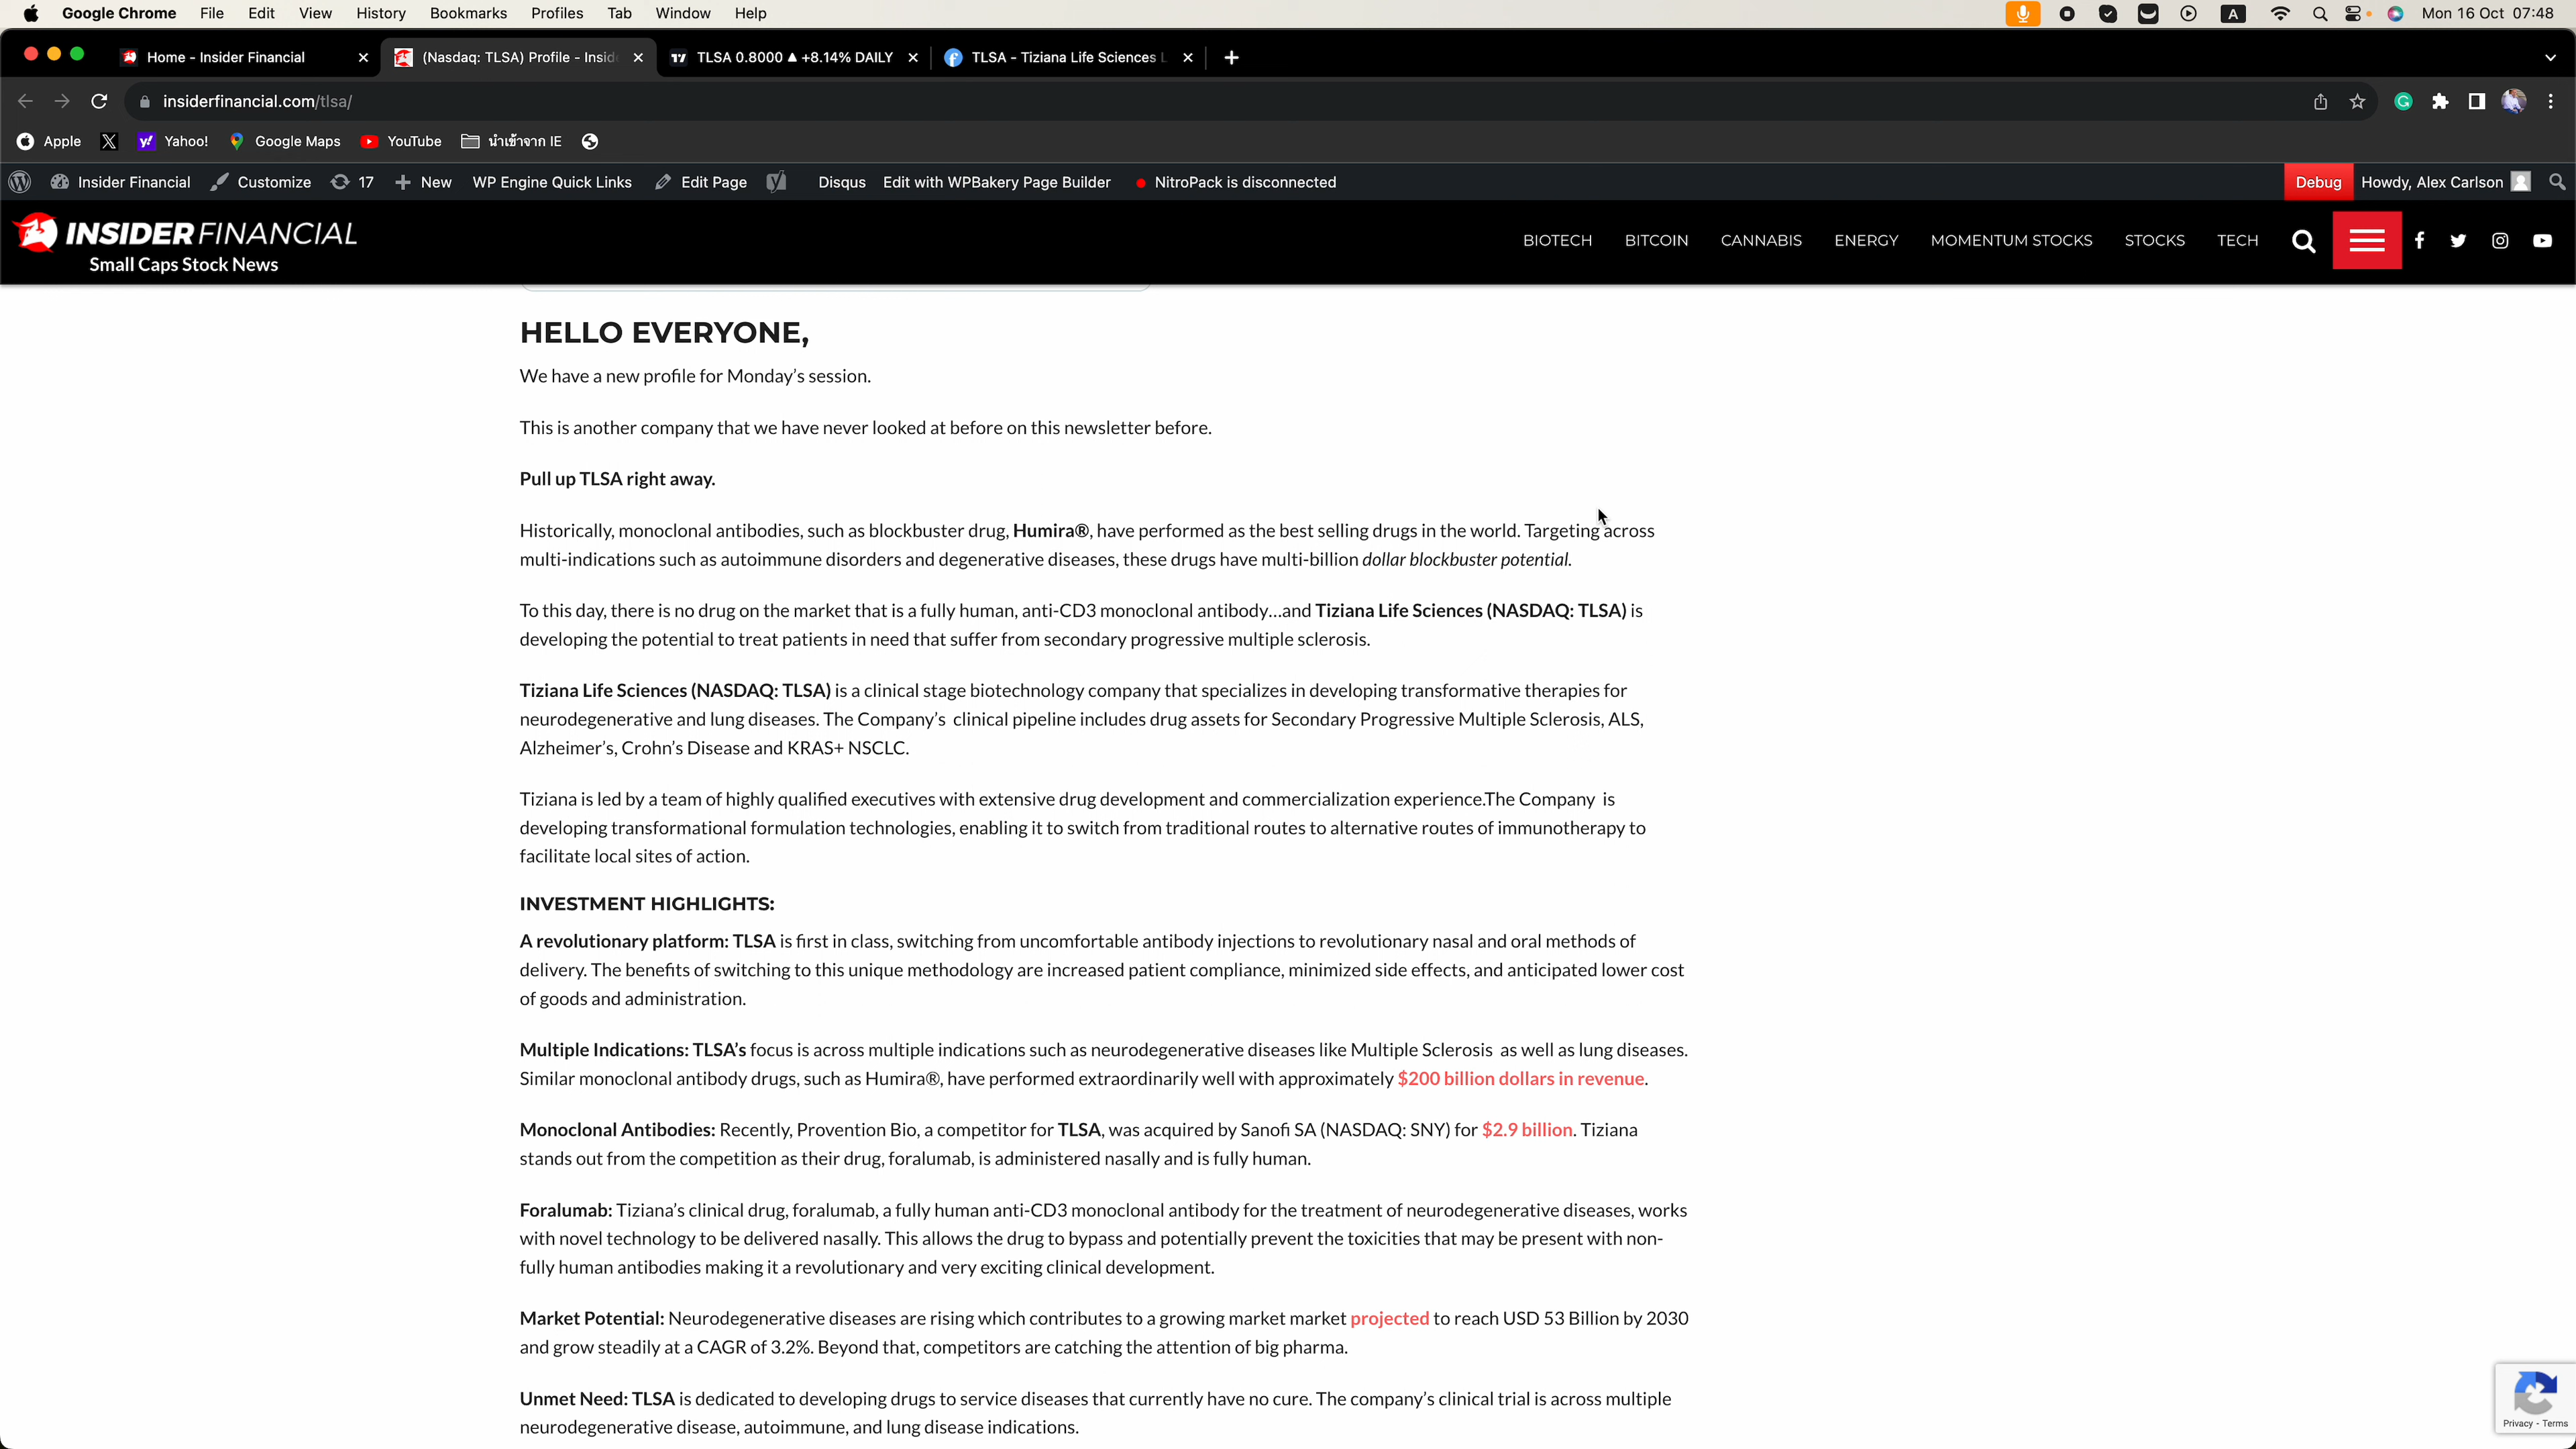 Google Chrome File Edit View History Bookmarks Profiles Tab Window Help A Mon 16 Oct 07:48
Home - Insider Financial (Nasdaq: TLSA) Profile - Insid TLSA 0.8000 ▲ +8.14% DAILY TLSA - Tiziana Life Sciences L
insiderfinancial.com/tlsa/
Apple Yahoo! Google Maps YouTube นำเข้าจาก IE
Insider Financial Customize 17 New WP Engine Quick Links Edit Page Disqus Edit with WPBakery Page Builder NitroPack is disconnected Debug Howdy, Alex Carlson
INSIDER FINANCIAL
Small Caps Stock News
BIOTECH BITCOIN CANNABIS ENERGY MOMENTUM STOCKS STOCKS TECH
HELLO EVERYONE,
We have a new profile for Monday's session.
This is another company that we have never looked at before on this newsletter before.
Pull up TLSA right away.
Historically, monoclonal antibodies, such as blockbuster drug, Humira®, have performed as the best selling drugs in the world. Targeting across
multi-indications such as autoimmune disorders and degenerative diseases, these drugs have multi-billion dollar blockbuster potential.
To this day, there is no drug on the market that is a fully human, anti-CD3 monoclonal antibody…and Tiziana Life Sciences (NASDAQ: TLSA) is
developing the potential to treat patients in need that suffer from secondary progressive multiple sclerosis.
Tiziana Life Sciences (NASDAQ: TLSA) is a clinical stage biotechnology company that specializes in developing transformative therapies for
neurodegenerative and lung diseases. The Company's clinical pipeline includes drug assets for Secondary Progressive Multiple Sclerosis, ALS,
Alzheimer's, Crohn's Disease and KRAS+ NSCLC.
Tiziana is led by a team of highly qualified executives with extensive drug development and commercialization experience.The Company is
developing transformational formulation technologies, enabling it to switch from traditional routes to alternative routes of immunotherapy to
facilitate local sites of action.
INVESTMENT HIGHLIGHTS:
A revolutionary platform: TLSA is first in class, switching from uncomfortable antibody injections to revolutionary nasal and oral methods of
delivery. The benefits of switching to this unique methodology are increased patient compliance, minimized side effects, and anticipated lower cost
of goods and administration.
Multiple Indications: TLSA's focus is across multiple indications such as neurodegenerative diseases like Multiple Sclerosis as well as lung diseases.
Similar monoclonal antibody drugs, such as Humira®, have performed extraordinarily well with approximately $200 billion dollars in revenue.
Monoclonal Antibodies: Recently, Provention Bio, a competitor for TLSA, was acquired by Sanofi SA (NASDAQ: SNY) for $2.9 billion. Tiziana
stands out from the competition as their drug, foralumab, is administered nasally and is fully human.
Foralumab: Tiziana's clinical drug, foralumab, a fully human anti-CD3 monoclonal antibody for the treatment of neurodegenerative diseases, works
with novel technology to be delivered nasally. This allows the drug to bypass and potentially prevent the toxicities that may be present with non-
fully human antibodies making it a revolutionary and very exciting clinical development.
Market Potential: Neurodegenerative diseases are rising which contributes to a growing market market projected to reach USD 53 Billion by 2030
and grow steadily at a CAGR of 3.2%. Beyond that, competitors are catching the attention of big pharma.
Unmet Need: TLSA is dedicated to developing drugs to service diseases that currently have no cure. The company's clinical trial is across multiple
neurodegenerative disease, autoimmune, and lung disease indications.
Privacy - Terms